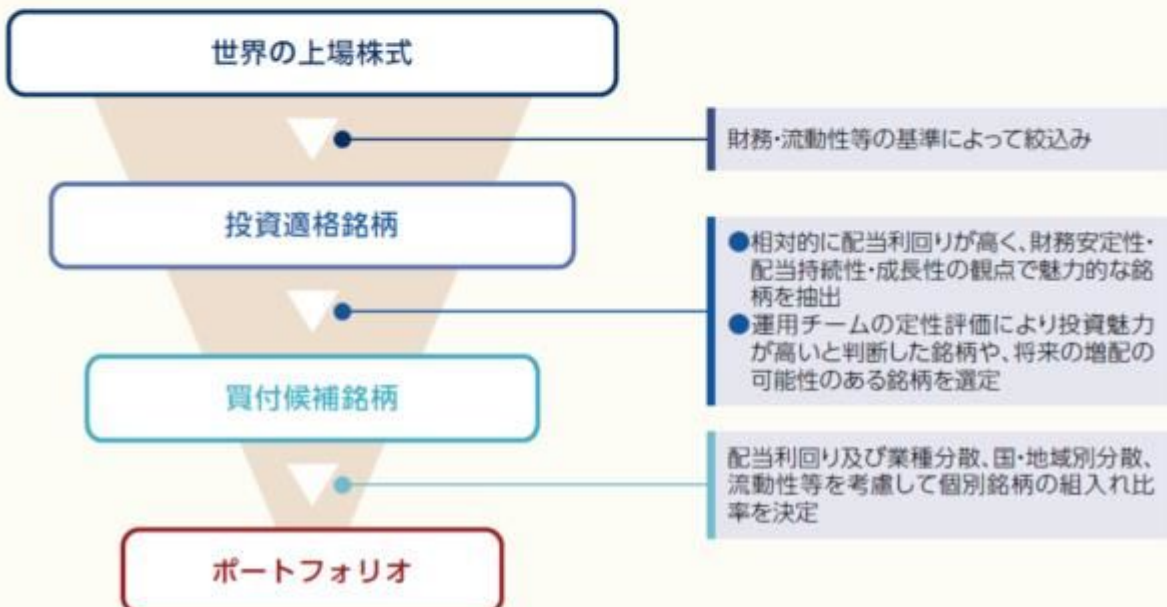 世界の上場株式
財務・流動性等の基準によって絞込み
投資適格銘柄
●相対的に配当利回りが高く、財務安定性・
配当持続性・成長性の観点で魅力的な銘
柄を抽出
●運用チームの定性評価により投資魅力
が高いと判断した銘柄や、将来の増配の
可能性のある銘柄を選定
買付候補銘柄
配当利回り及び業種分散、国・地域別分散、
流動性等を考慮して個別銘柄の組入れ比
率を決定
ポートフォリオ